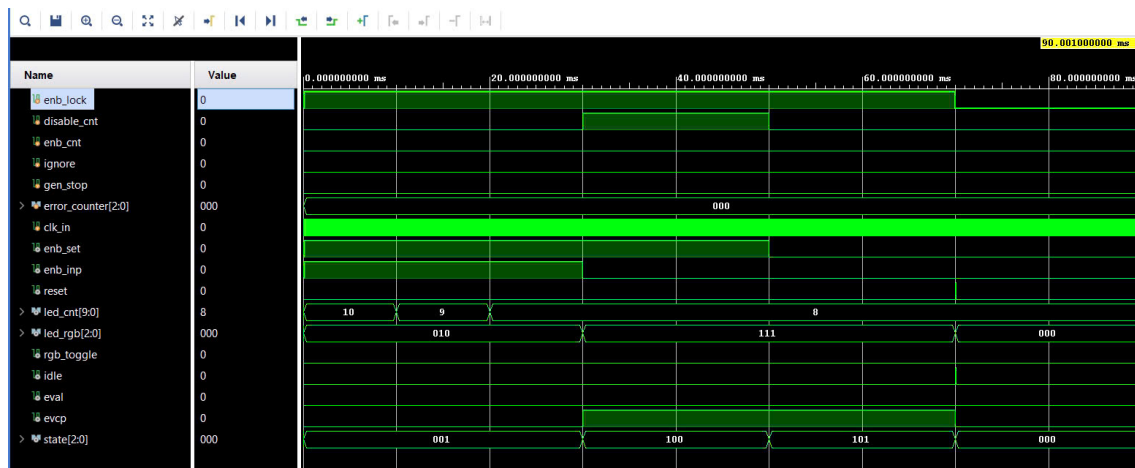 90.001000000 ms
Name Value 0.000000000 ms 20.000000000 ms 40.000000000 ms 60.000000000 ms 80.000000000 ms
enb_lock 0
disable_cnt 0
enb_cnt 0
ignore 0
gen_stop 0
error_counter[2:0] 000 000
clk_in 0
enb_set 0
enb_inp 0
reset 0
led_cnt[9:0] 8 10 9 8
led_rgb[2:0] 000 010 111 000
rgb_toggle 0
idle 0
eval 0
evcp 0
state[2:0] 000 001 100 101 000